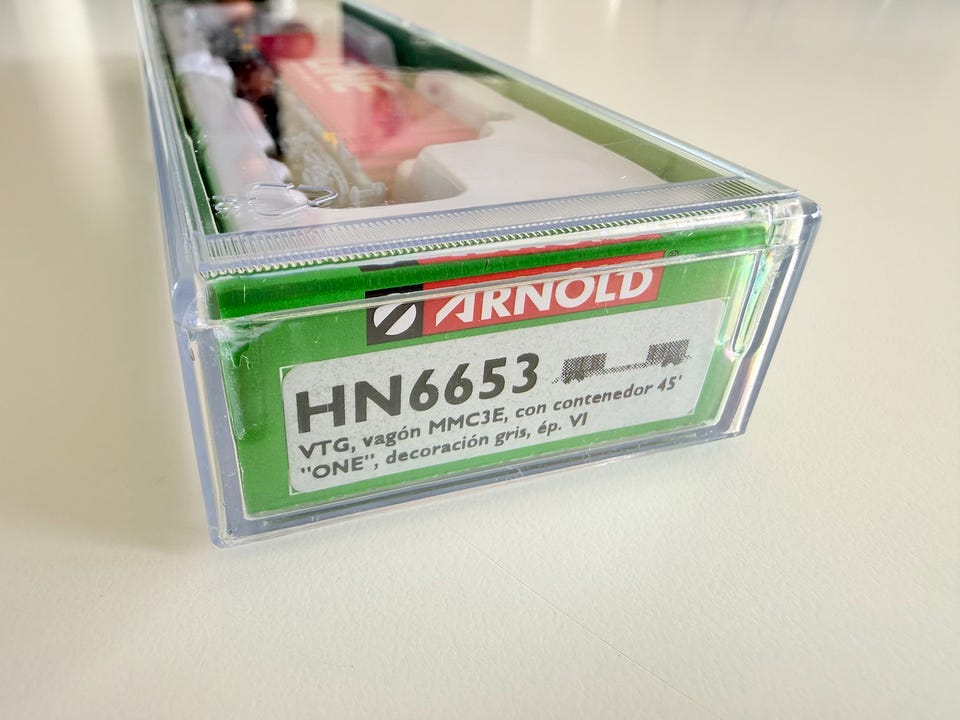 ARNOLD
HN6653
VTG, vagón MMC3E, con contenedor 45'
"ONE", decoración gris, ép. VI